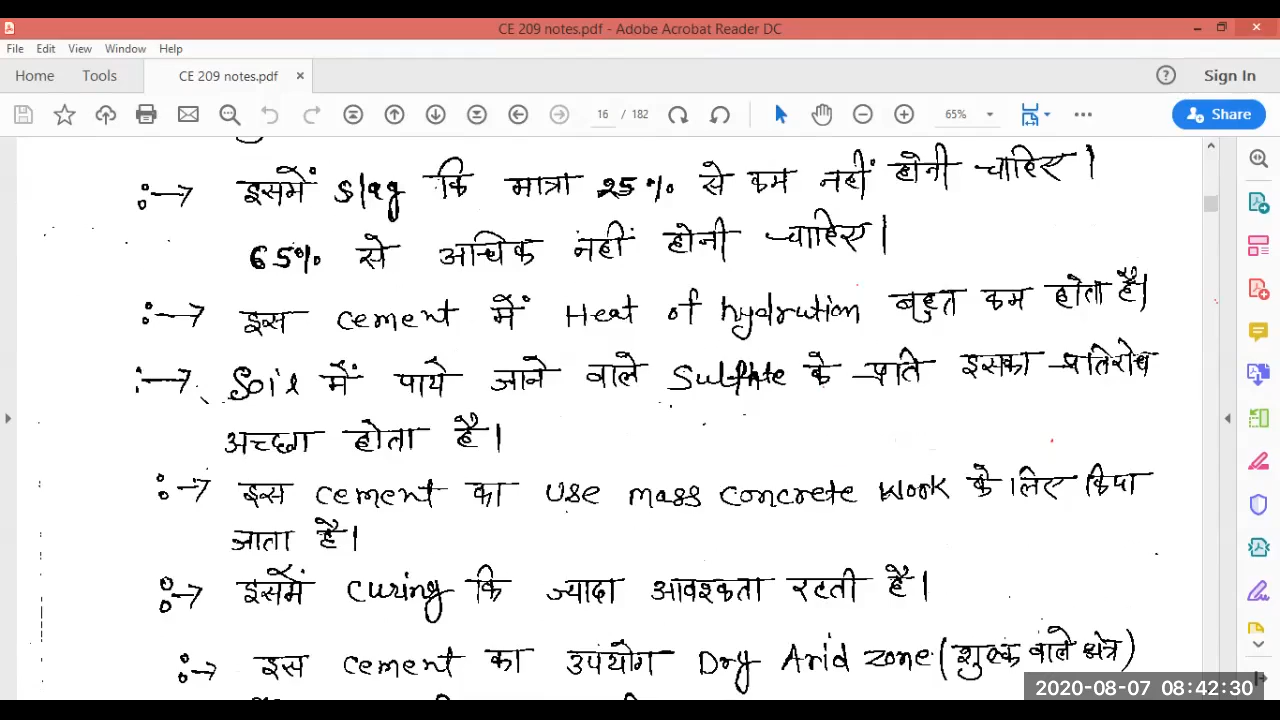 CE 209 notes.pdf - Adobe Acrobat Reader DC
File Edit View Window Help
Home Tools CE 209 notes.pdf × Sign In
16 / 182 65% Share
इसमें slag कि मात्रा 25% से कम नहीं होनी चाहिए।
65% से अधिक नहीं होनी चाहिए।
इस cement में Heat of hydration बहुत कम होता है।
Soil में पाये जाने वाले Sulphate के प्रति इसका प्रतिरोध
अच्छा होता है।
इस cement का use mass concrete work के लिए किया
जाता है।
इसमें curing कि ज्यादा आवश्कता रहती है।
इस cement का उपयोग Dry Arid zone (शुष्क वाले क्षेत्र)
2020-08-07 08:42:30